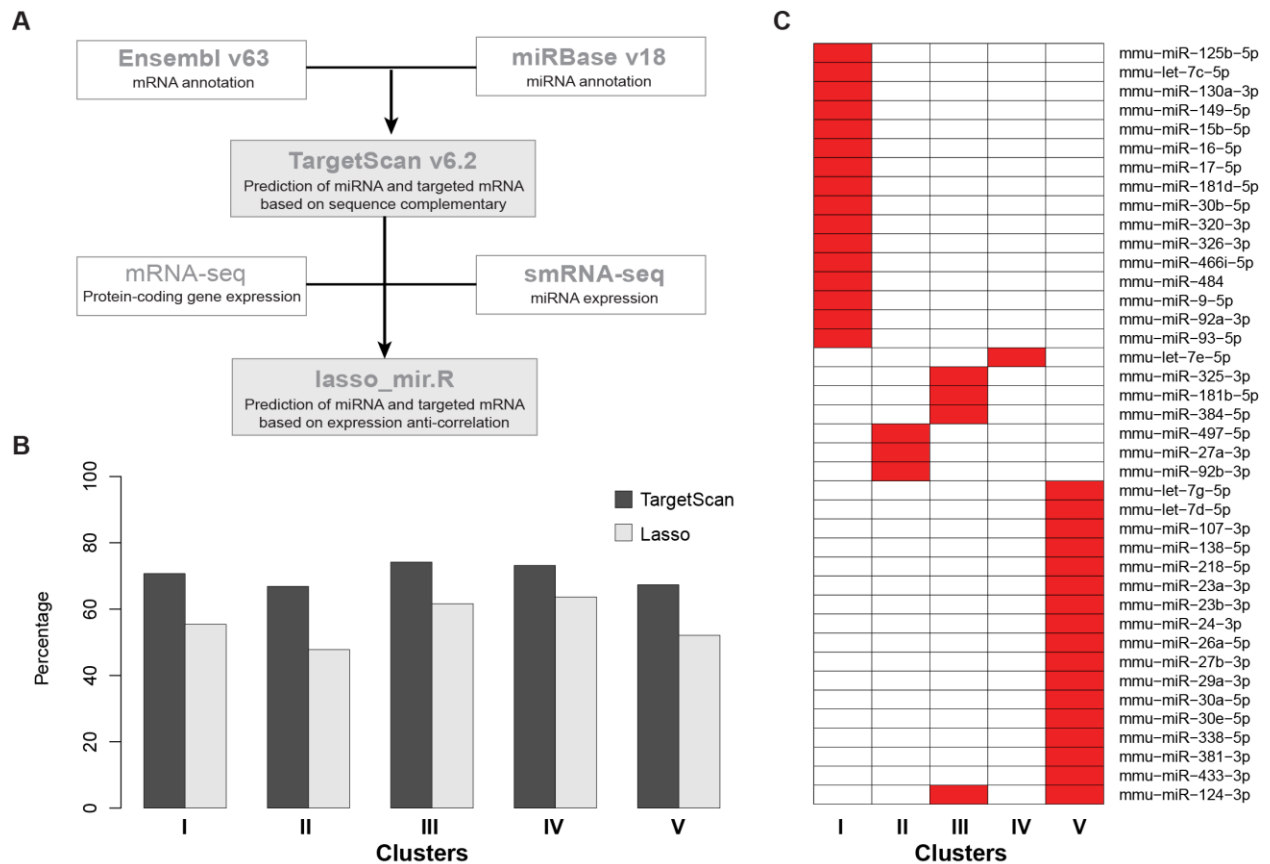 A
Ensembl v63
mRNA annotation
miRBase v18
miRNA annotation
TargetScan v6.2
Prediction of miRNA and targeted mRNA
based on sequence complementary
mRNA-seq
Protein-coding gene expression
smRNA-seq
miRNA expression
lasso_mir.R
Prediction of miRNA and targeted mRNA
based on expression anti-correlation
B
Percentage
100
80
60
40
20
0
TargetScan
Lasso
I II III IV V
Clusters
C
mmu−miR−125b−5p
mmu−let−7c−5p
mmu−miR−130a−3p
mmu−miR−149−5p
mmu−miR−15b−5p
mmu−miR−16−5p
mmu−miR−17−5p
mmu−miR−181d−5p
mmu−miR−30b−5p
mmu−miR−320−3p
mmu−miR−326−3p
mmu−miR−466i−5p
mmu−miR−484
mmu−miR−9−5p
mmu−miR−92a−3p
mmu−miR−93−5p
mmu−let−7e−5p
mmu−miR−325−3p
mmu−miR−181b−5p
mmu−miR−384−5p
mmu−miR−497−5p
mmu−miR−27a−3p
mmu−miR−92b−3p
mmu−let−7g−5p
mmu−let−7d−5p
mmu−miR−107−3p
mmu−miR−138−5p
mmu−miR−218−5p
mmu−miR−23a−3p
mmu−miR−23b−3p
mmu−miR−24−3p
mmu−miR−26a−5p
mmu−miR−27b−3p
mmu−miR−29a−3p
mmu−miR−30a−5p
mmu−miR−30e−5p
mmu−miR−338−5p
mmu−miR−381−3p
mmu−miR−433−3p
mmu−miR−124−3p
I II III IV V
Clusters